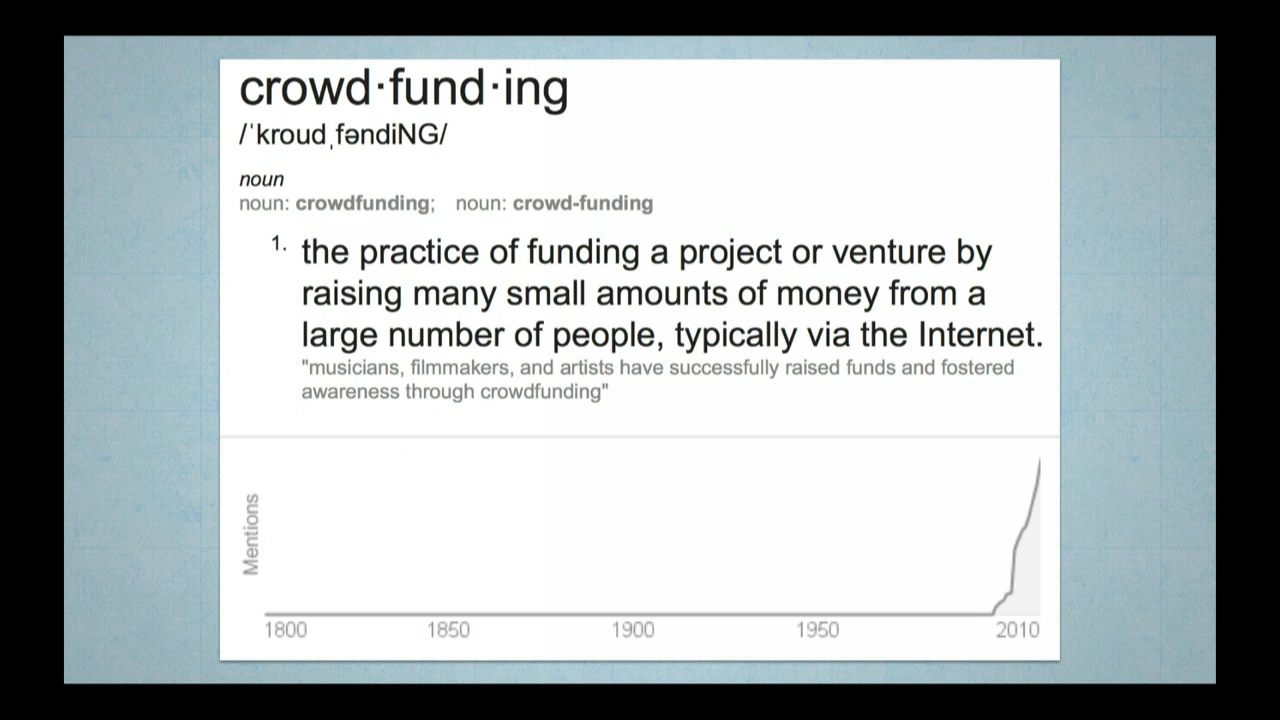 crowd·fund·ing
/ˈkroudˌfəndiNG/
noun
noun: crowdfunding; noun: crowd-funding
1. the practice of funding a project or venture by
raising many small amounts of money from a
large number of people, typically via the Internet.
"musicians, filmmakers, and artists have successfully raised funds and fostered
awareness through crowdfunding"
Mentions
1800 1850 1900 1950 2010